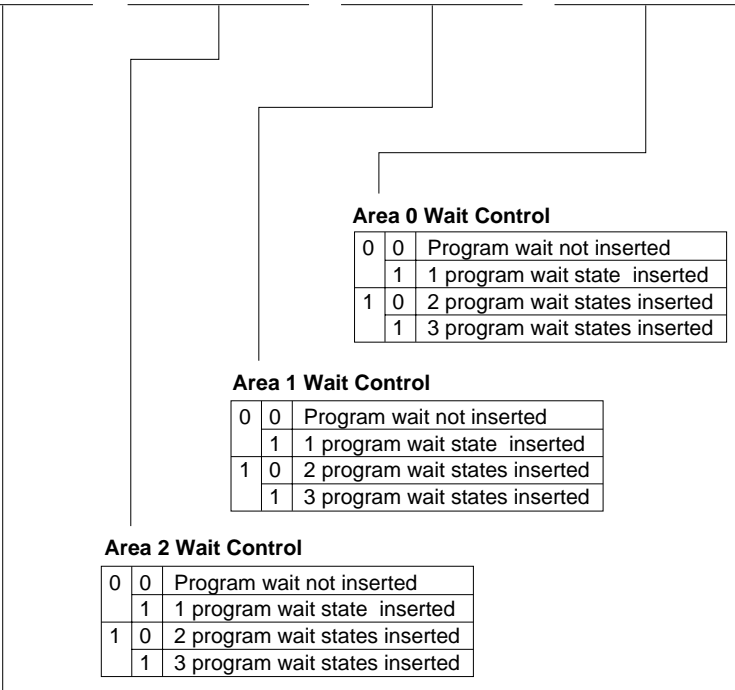 Area 0 Wait Control
0 0 Program wait not inserted
1 1 program wait state inserted
1 0 2 program wait states inserted
1 3 program wait states inserted
Area 1 Wait Control
0 0 Program wait not inserted
1 1 program wait state inserted
1 0 2 program wait states inserted
1 3 program wait states inserted
Area 2 Wait Control
0 0 Program wait not inserted
1 1 program wait state inserted
1 0 2 program wait states inserted
1 3 program wait states inserted